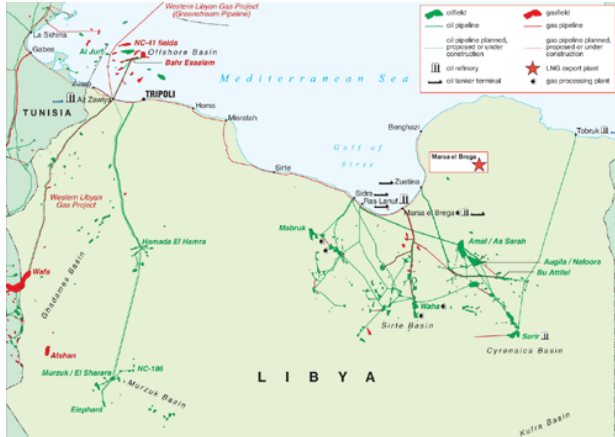 Western Libyan Gas Project
(Greenstream Pipeline)
La Skhira
Gabes
NC-41 fields
Offshore Basin
Al Jurf
Bahr Essalam
Zuara
Az Zawiya
TRIPOLI
TUNISIA
Homs
Misratah
Mediterranean Sea
Gulf of
Sirte
Benghazi
Tobruk
Marsa el Brega
Sirte
Zuetina
Sidra
Ras Lanuf
Marsa el Brega
Western Libyan
Gas Project
Hamada El Hamra
Mabruk
Amal / As Sarah
Augila / Nafoora
Bu Attifel
Wafa
Ghadames Basin
Waha
Sirte Basin
Sarir
Cyrenaica Basin
Atshan
Murzuk / El Sharara
NC-186
Murzuk Basin
Elephant
LIBYA
Kufra Basin
oilfield
oil pipeline
oil pipeline planned,
proposed or under
construction
oil refinery
oil tanker terminal
gasfield
gas pipeline
gas pipeline planned,
proposed or under
construction
LNG export plant
gas processing plant